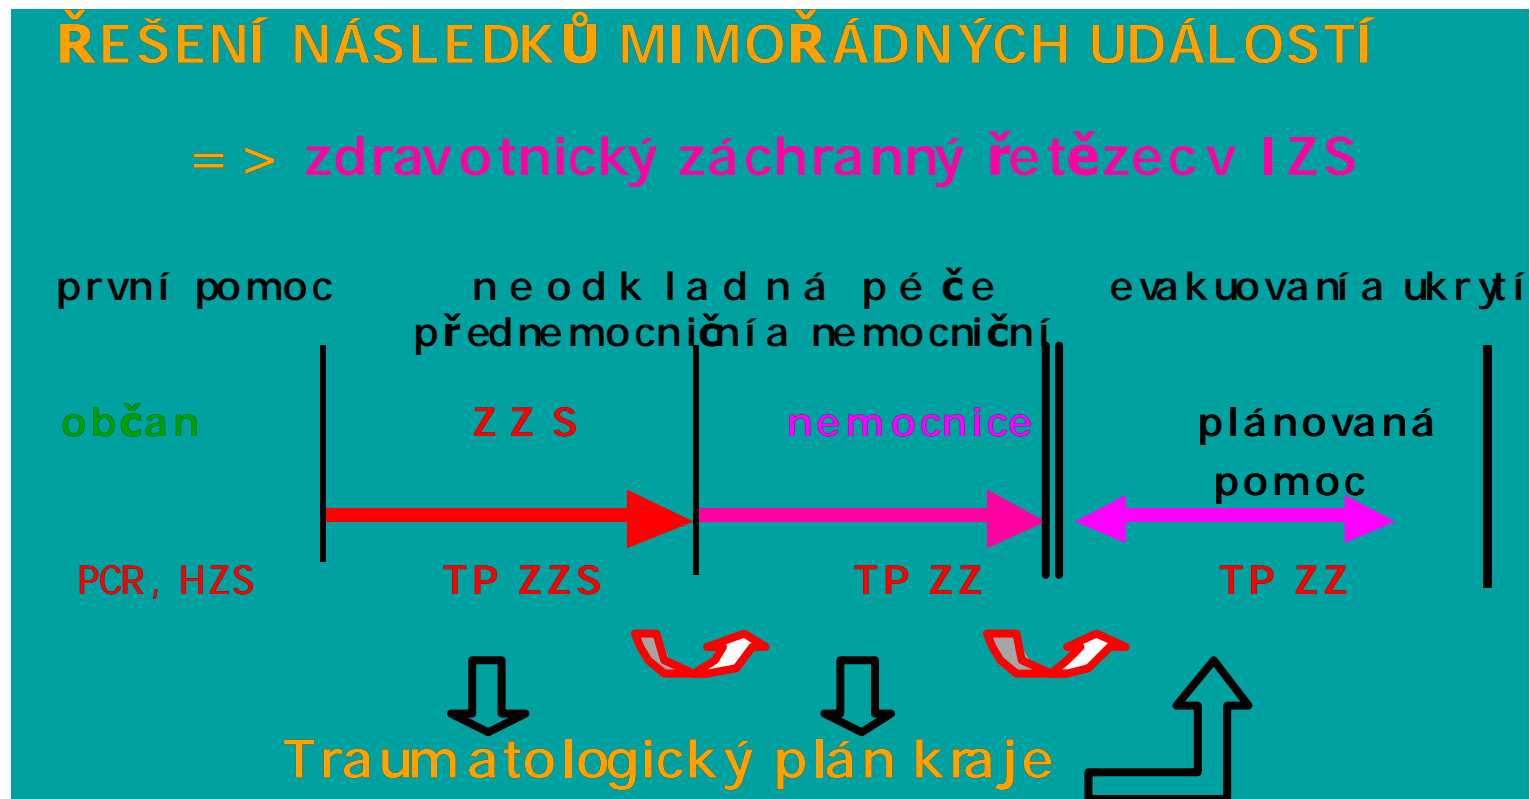 ŘEŠENÍ NÁSLEDKŮ MIMOŘÁDNÝCH UDÁLOSTÍ
=> zdravotnický záchranný řetězec v IZS
první pomoc
neodkladná péče
přednemocniční a nemocniční
evakuovaní a ukrytí
občan
ZZS
nemocnice
plánovaná
pomoc
PCR, HZS
TP ZZS
TP ZZ
TP ZZ
Traumatologický plán kraje